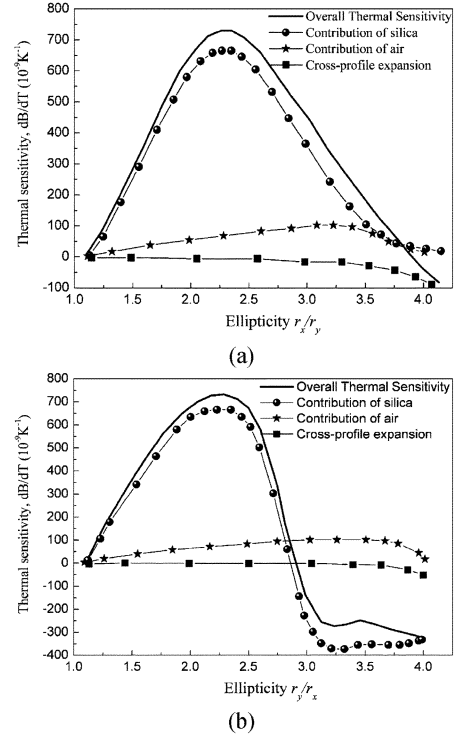 Overall Thermal Sensitivity
Contribution of silica
Contribution of air
Cross-profile expansion
Thermal sensitivity, dB/dT (10⁻⁹K⁻¹)
800
700
600
500
400
300
200
100
0
-100
1.0 1.5 2.0 2.5 3.0 3.5 4.0
Ellipticity rₓ/r_y
(a)
Overall Thermal Sensitivity
Contribution of silica
Contribution of air
Cross-profile expansion
Thermal sensitivity, dB/dT (10⁻⁹K⁻¹)
800
700
600
500
400
300
200
100
0
-100
-200
-300
-400
1.0 1.5 2.0 2.5 3.0 3.5 4.0
Ellipticity r_y/rₓ
(b)